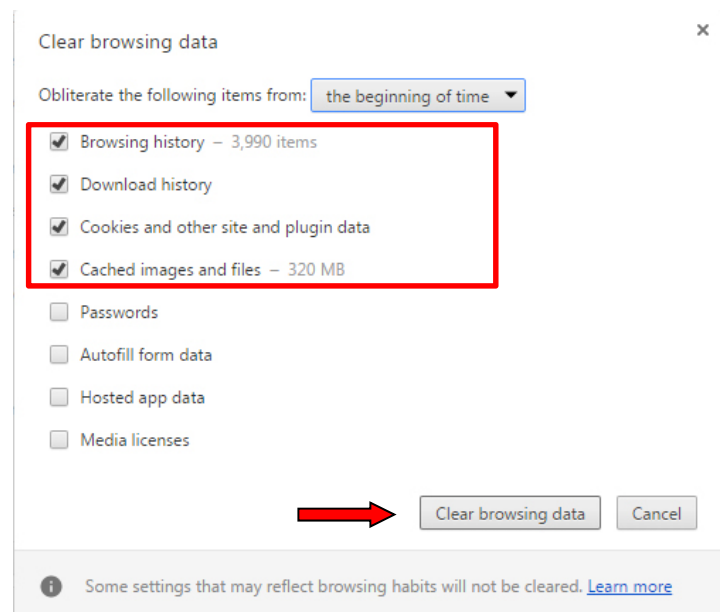 Clear browsing data
Obliterate the following items from: the beginning of time
Browsing history – 3,990 items
Download history
Cookies and other site and plugin data
Cached images and files – 320 MB
Passwords
Autofill form data
Hosted app data
Media licenses
Clear browsing data Cancel
Some settings that may reflect browsing habits will not be cleared. Learn more